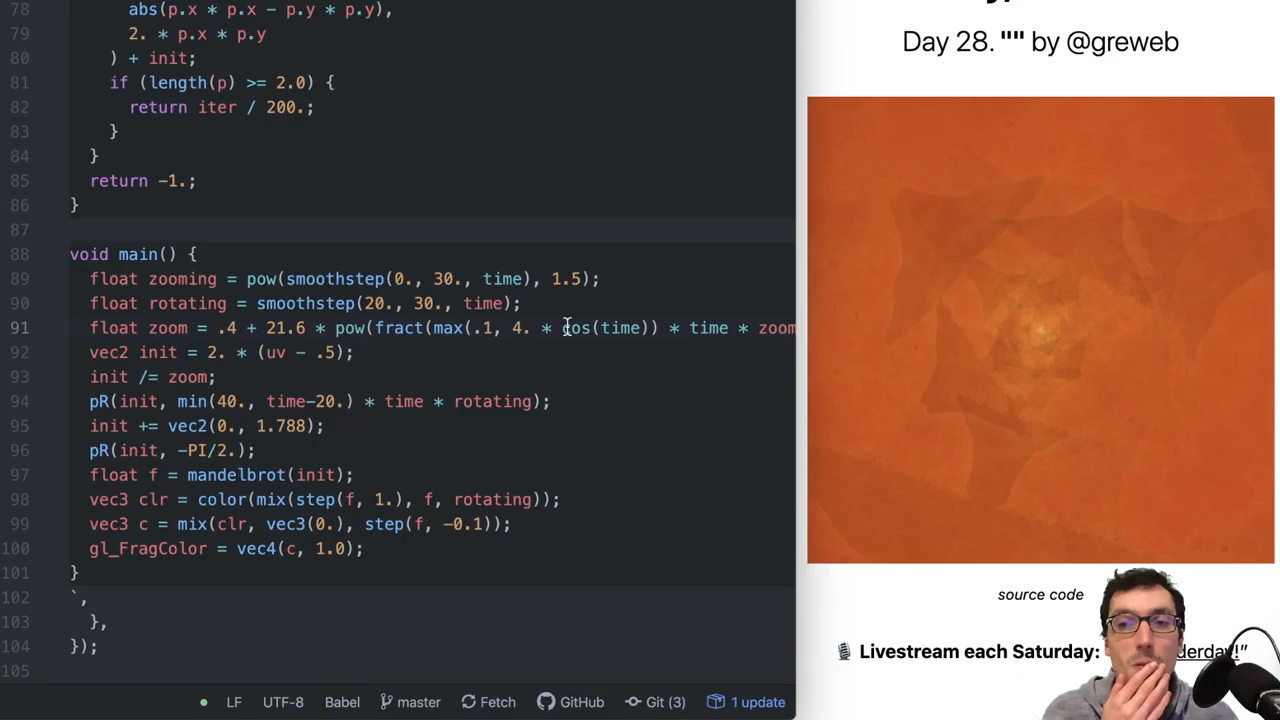 78 abs(p.x * p.x - p.y * p.y),
79 2. * p.x * p.y
80 ) + init;
81 if (length(p) >= 2.0) {
82 return iter / 200.;
83 }
84 }
85 return -1.;
86 }
87
88 void main() {
89 float zooming = pow(smoothstep(0., 30., time), 1.5);
90 float rotating = smoothstep(20., 30., time);
91 float zoom = .4 + 21.6 * pow(fract(max(.1, 4. * cos(time)) * time * zoom
92 vec2 init = 2. * (uv - .5);
93 init /= zoom;
94 pR(init, min(40., time-20.) * time * rotating);
95 init += vec2(0., 1.788);
96 pR(init, -PI/2.);
97 float f = mandelbrot(init);
98 vec3 clr = color(mix(step(f, 1.), f, rotating));
99 vec3 c = mix(clr, vec3(0.), step(f, -0.1));
100 gl_FragColor = vec4(c, 1.0);
101 }
102 `,
103 },
104 });
105
LF UTF-8 Babel master Fetch GitHub Git (3) 1 update
Day 28. "" by @greweb
source code
Livestream each Saturday: